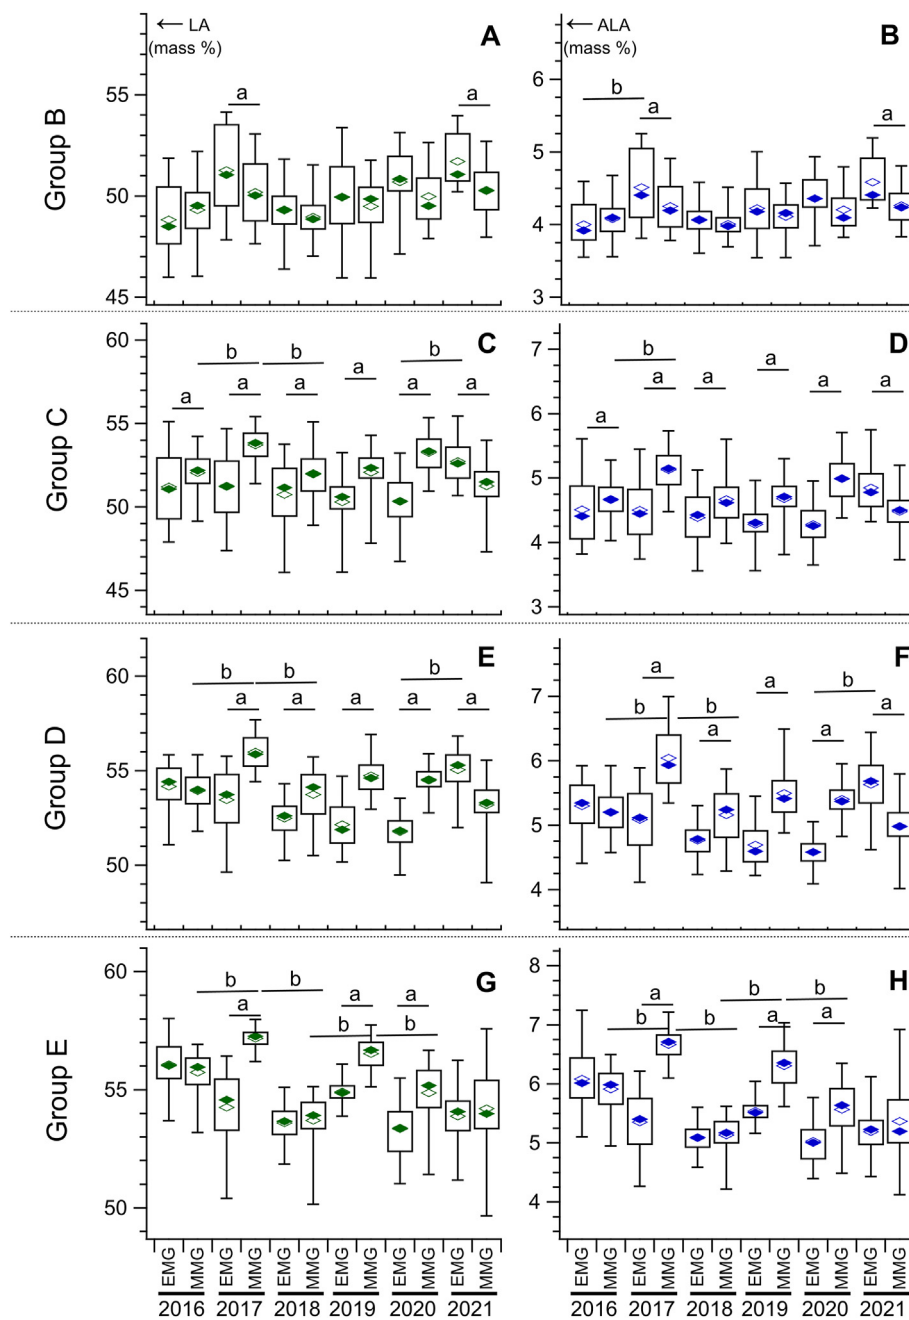 ← LA
(mass %)
A
← ALA
(mass %)
B
Group B
55
50
45
a
a
6
5
4
3
b
a
a
Group C
C
60
55
50
45
b
b
b
a
a
a
a
a
a
D
7
6
5
4
3
b
a
a
a
a
a
a
Group D
E
60
55
50
b
b
b
a
a
a
a
a
F
7
6
5
4
a
a
b
b
b
a
a
a
Group E
G
60
55
50
b
b
a
a
a
b
b
H
8
7
6
5
4
a
b
b
b
b
a
a
EMG MMG EMG MMG EMG MMG EMG MMG EMG MMG EMG MMG
2016 2017 2018 2019 2020 2021
EMG MMG EMG MMG EMG MMG EMG MMG EMG MMG EMG MMG
2016 2017 2018 2019 2020 2021